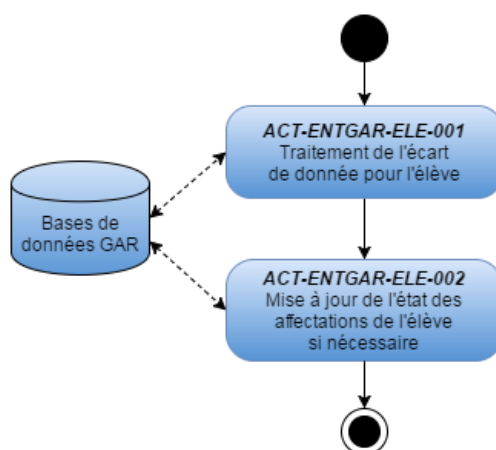 ACT-ENTGAR-ELE-001
Traitement de l'écart
de donnée pour l'élève
Bases de
données GAR
ACT-ENTGAR-ELE-002
Mise à jour de l'état des
affectations de l'élève
si nécessaire